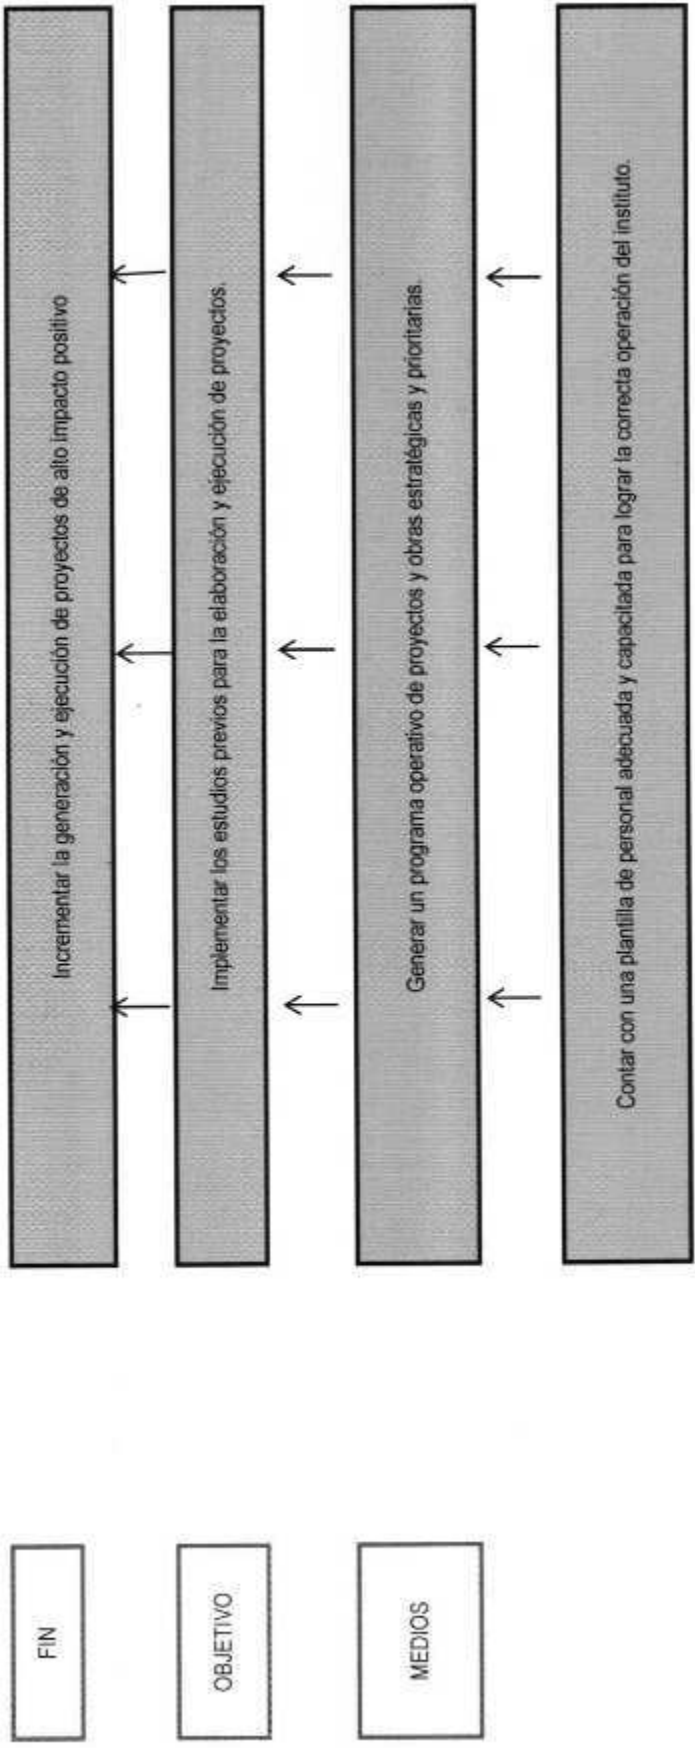 FIN
Incrementar la generación y ejecución de proyectos de alto impacto positivo
OBJETIVO
Implementar los estudios previos para la elaboración y ejecución de proyectos.
MEDIOS
Generar un programa operativo de proyectos y obras estratégicas y prioritarias.
Contar con una plantilla de personal adecuada y capacitada para lograr la correcta operación del instituto.